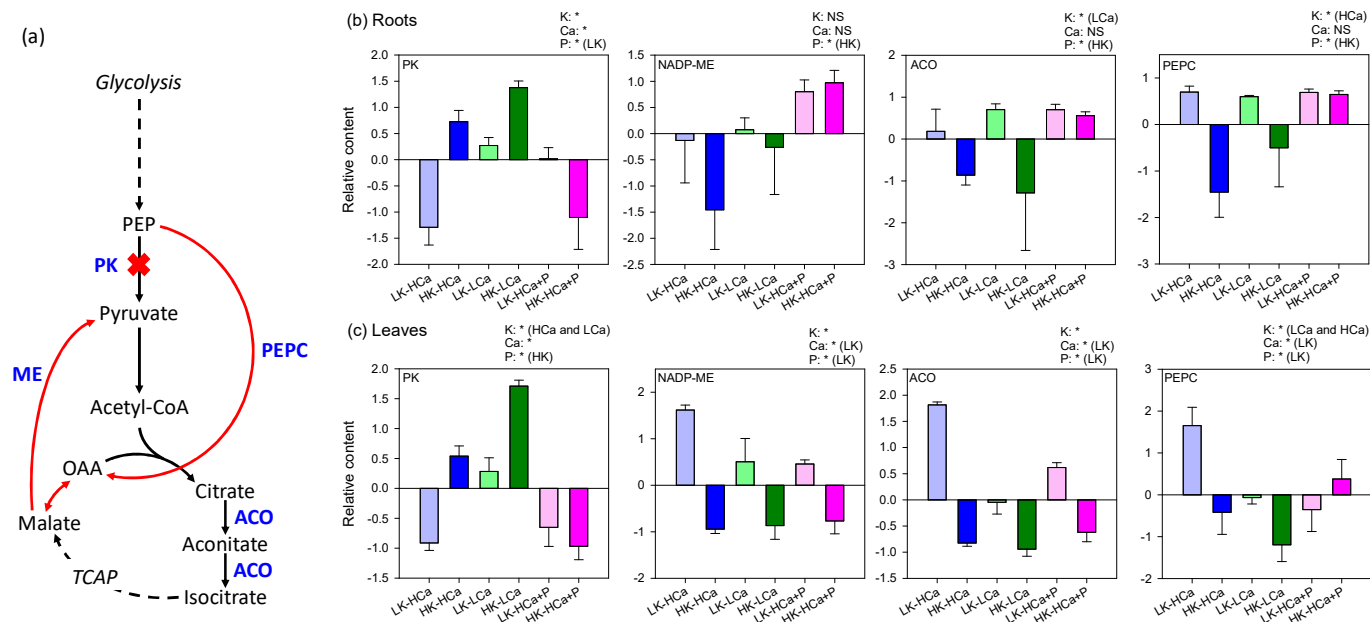 (a)
Glycolysis
PEP
PK
Pyruvate
PEPC
ME
Acetyl-CoA
OAA
Citrate
ACO
Malate
Aconitate
ACO
TCAP
Isocitrate
(b) Roots
K: *
Ca: *
P: * (LK)
K: NS
Ca: NS
P: * (HK)
K: * (LCa)
Ca: NS
P: * (HK)
K: * (HCa)
Ca: NS
P: * (HK)
Relative content
PK
2.0
1.5
1.0
0.5
0.0
-0.5
-1.0
-1.5
-2.0
LK-HCa
HK-HCa
LK-LCa
HK-LCa
LK-HCa+P
HK-HCa+P
NADP-ME
1.5
1.0
0.5
0.0
-0.5
-1.0
-1.5
-2.0
-2.5
LK-HCa
HK-HCa
LK-LCa
HK-LCa
LK-HCa+P
HK-HCa+P
ACO
2
1
0
-1
-2
-3
LK-HCa
HK-HCa
LK-LCa
HK-LCa
LK-HCa+P
HK-HCa+P
PEPC
1
0
-1
-2
-3
LK-HCa
HK-HCa
LK-LCa
HK-LCa
LK-HCa+P
HK-HCa+P
(c) Leaves
K: * (HCa and LCa)
Ca: *
P: * (HK)
K: *
Ca: * (LK)
P: * (LK)
K: *
Ca: * (LK)
P: * (LK)
K: * (LCa and HCa)
Ca: * (LK)
P: * (LK)
Relative content
PK
2.0
1.5
1.0
0.5
0.0
-0.5
-1.0
-1.5
LK-HCa
HK-HCa
LK-LCa
HK-LCa
LK-HCa+P
HK-HCa+P
NADP-ME
2
1
0
-1
-2
LK-HCa
HK-HCa
LK-LCa
HK-LCa
LK-HCa+P
HK-HCa+P
ACO
2.5
2.0
1.5
1.0
0.5
0.0
-0.5
-1.0
-1.5
LK-HCa
HK-HCa
LK-LCa
HK-LCa
LK-HCa+P
HK-HCa+P
PEPC
3
2
1
0
-1
-2
LK-HCa
HK-HCa
LK-LCa
HK-LCa
LK-HCa+P
HK-HCa+P